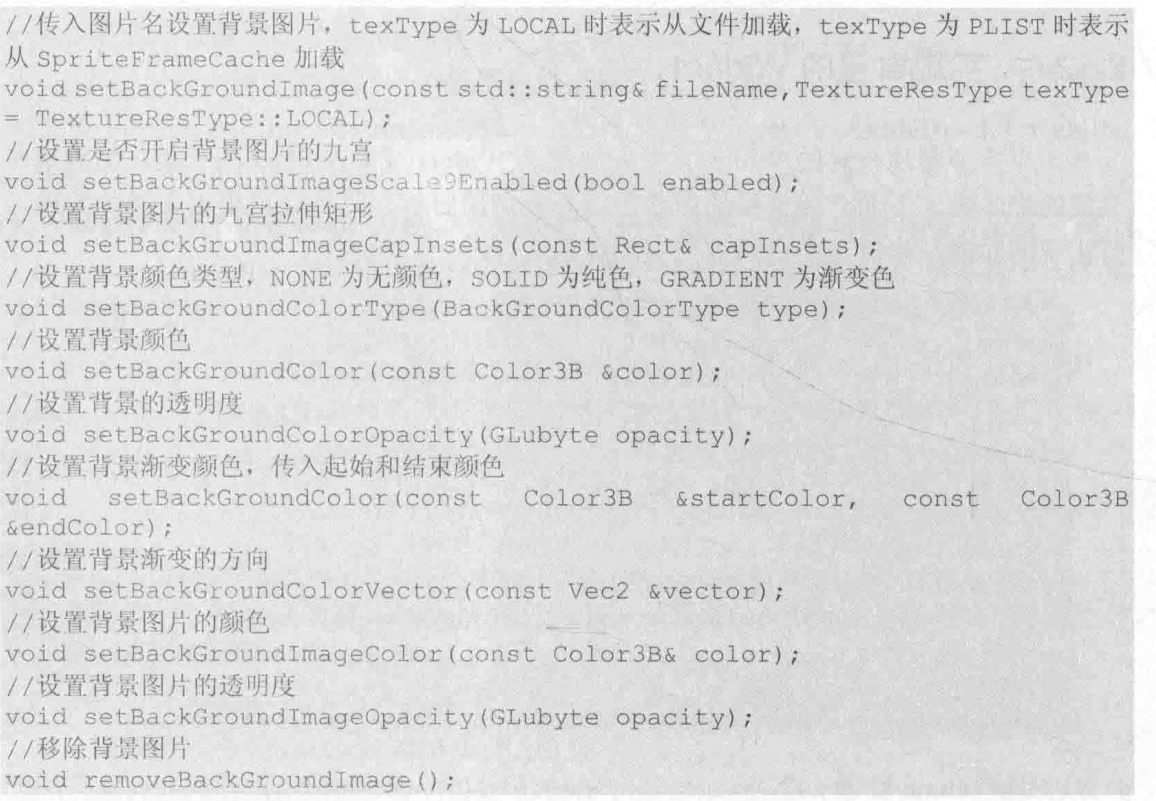 //传入图片名设置背景图片，texType 为 LOCAL 时表示从文件加载，texType 为 PLIST 时表示
从 SpriteFrameCache 加载
void setBackGroundImage(const std::string& fileName,TextureResType texType
= TextureResType::LOCAL);
//设置是否开启背景图片的九宫
void setBackGroundImageScale9Enabled(bool enabled);
//设置背景图片的九宫拉伸矩形
void setBackGroundImageCapInsets(const Rect& capInsets);
//设置背景颜色类型，NONE 为无颜色，SOLID 为纯色，GRADIENT 为渐变色
void setBackGroundColorType(BackGroundColorType type);
//设置背景颜色
void setBackGroundColor(const Color3B &color);
//设置背景的透明度
void setBackGroundColorOpacity(GLubyte opacity);
//设置背景渐变颜色，传入起始和结束颜色
void setBackGroundColor(const Color3B &startColor, const Color3B
&endColor);
//设置背景渐变的方向
void setBackGroundColorVector(const Vec2 &vector);
//设置背景图片的颜色
void setBackGroundImageColor(const Color3B& color);
//设置背景图片的透明度
void setBackGroundImageOpacity(GLubyte opacity);
//移除背景图片
void removeBackGroundImage();